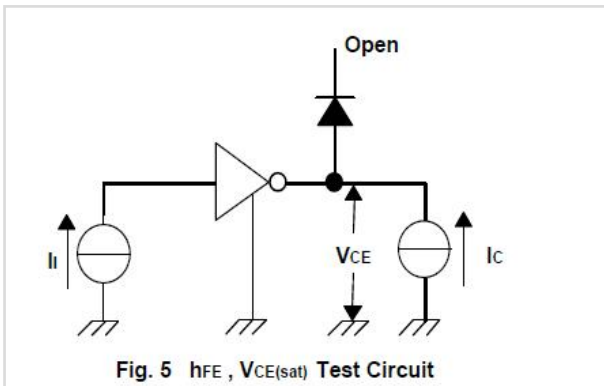 Open
II
VCE
IC
Fig. 5 hFE , VCE(sat) Test Circuit